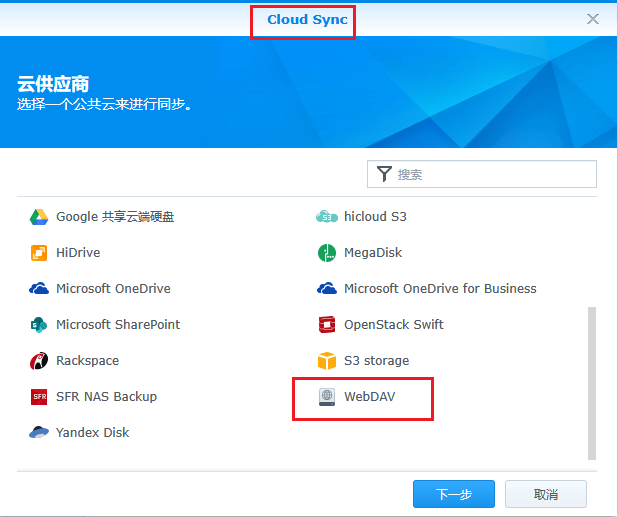 Cloud Sync
云供应商
选择一个公共云来进行同步。
搜索
Google 共享云端硬盘
hicloud S3
HiDrive
MegaDisk
Microsoft OneDrive
Microsoft OneDrive for Business
Microsoft SharePoint
OpenStack Swift
Rackspace
S3 storage
SFR
SFR NAS Backup
WebDAV
Yandex Disk
下一步
取消